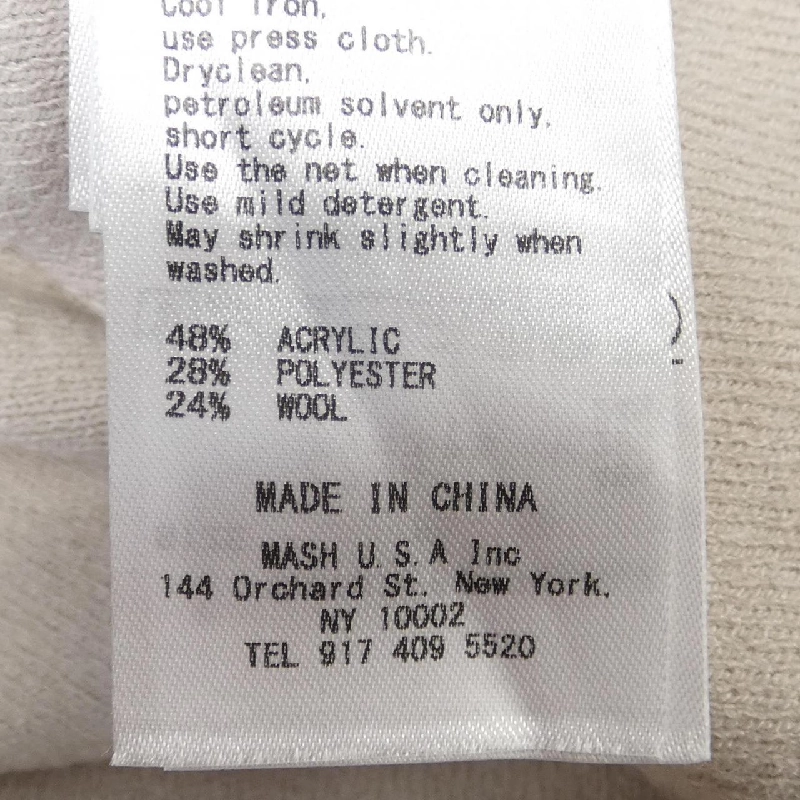 Cool iron,
use press cloth.
Dryclean,
petroleum solvent only,
short cycle.
Use the net when cleaning.
Use mild detergent.
May shrink slightly when
washed.
48% ACRYLIC
28% POLYESTER
24% WOOL
MADE IN CHINA
MASH U.S.A Inc
144 Orchard St. New York,
NY 10002
TEL 917 409 5520